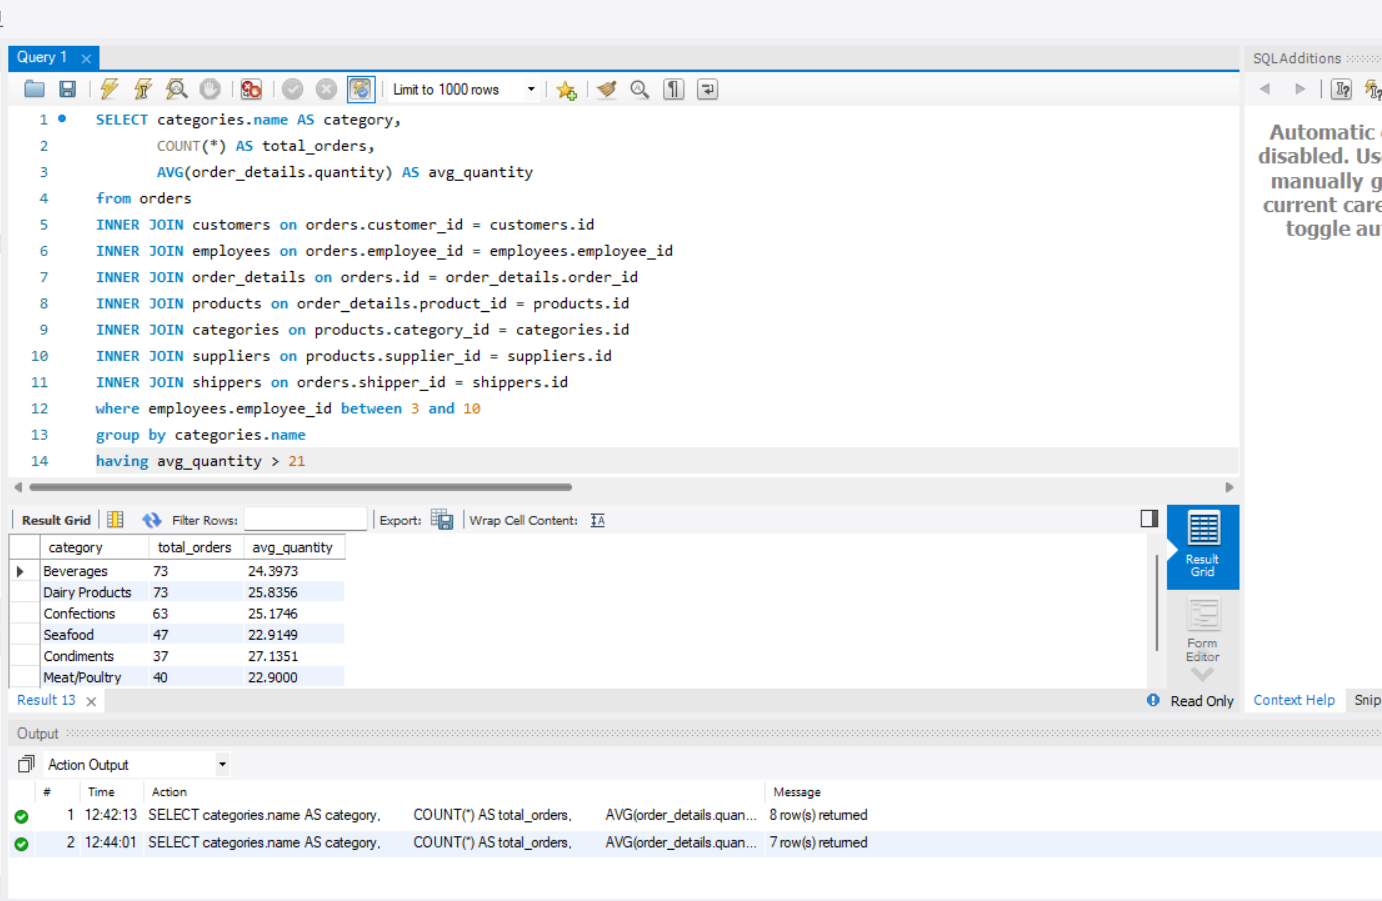 Query 1
SQLAdditions
Limit to 1000 rows
1 SELECT categories.name AS category,
2 COUNT(*) AS total_orders,
3 AVG(order_details.quantity) AS avg_quantity
4 from orders
5 INNER JOIN customers on orders.customer_id = customers.id
6 INNER JOIN employees on orders.employee_id = employees.employee_id
7 INNER JOIN order_details on orders.id = order_details.order_id
8 INNER JOIN products on order_details.product_id = products.id
9 INNER JOIN categories on products.category_id = categories.id
10 INNER JOIN suppliers on products.supplier_id = suppliers.id
11 INNER JOIN shippers on orders.shipper_id = shippers.id
12 where employees.employee_id between 3 and 10
13 group by categories.name
14 having avg_quantity > 21
Automatic
disabled. Us
manually g
current care
toggle au
Result Grid Filter Rows: Export: Wrap Cell Content:
category total_orders avg_quantity
Beverages 73 24.3973
Dairy Products 73 25.8356
Confections 63 25.1746
Seafood 47 22.9149
Condiments 37 27.1351
Meat/Poultry 40 22.9000
Result
Grid
Form
Editor
Result 13
Read Only
Context Help Snip
Output
Action Output
# Time Action Message
1 12:42:13 SELECT categories.name AS category, COUNT(*) AS total_orders, AVG(order_details.quan... 8 row(s) returned
2 12:44:01 SELECT categories.name AS category, COUNT(*) AS total_orders, AVG(order_details.quan... 7 row(s) returned